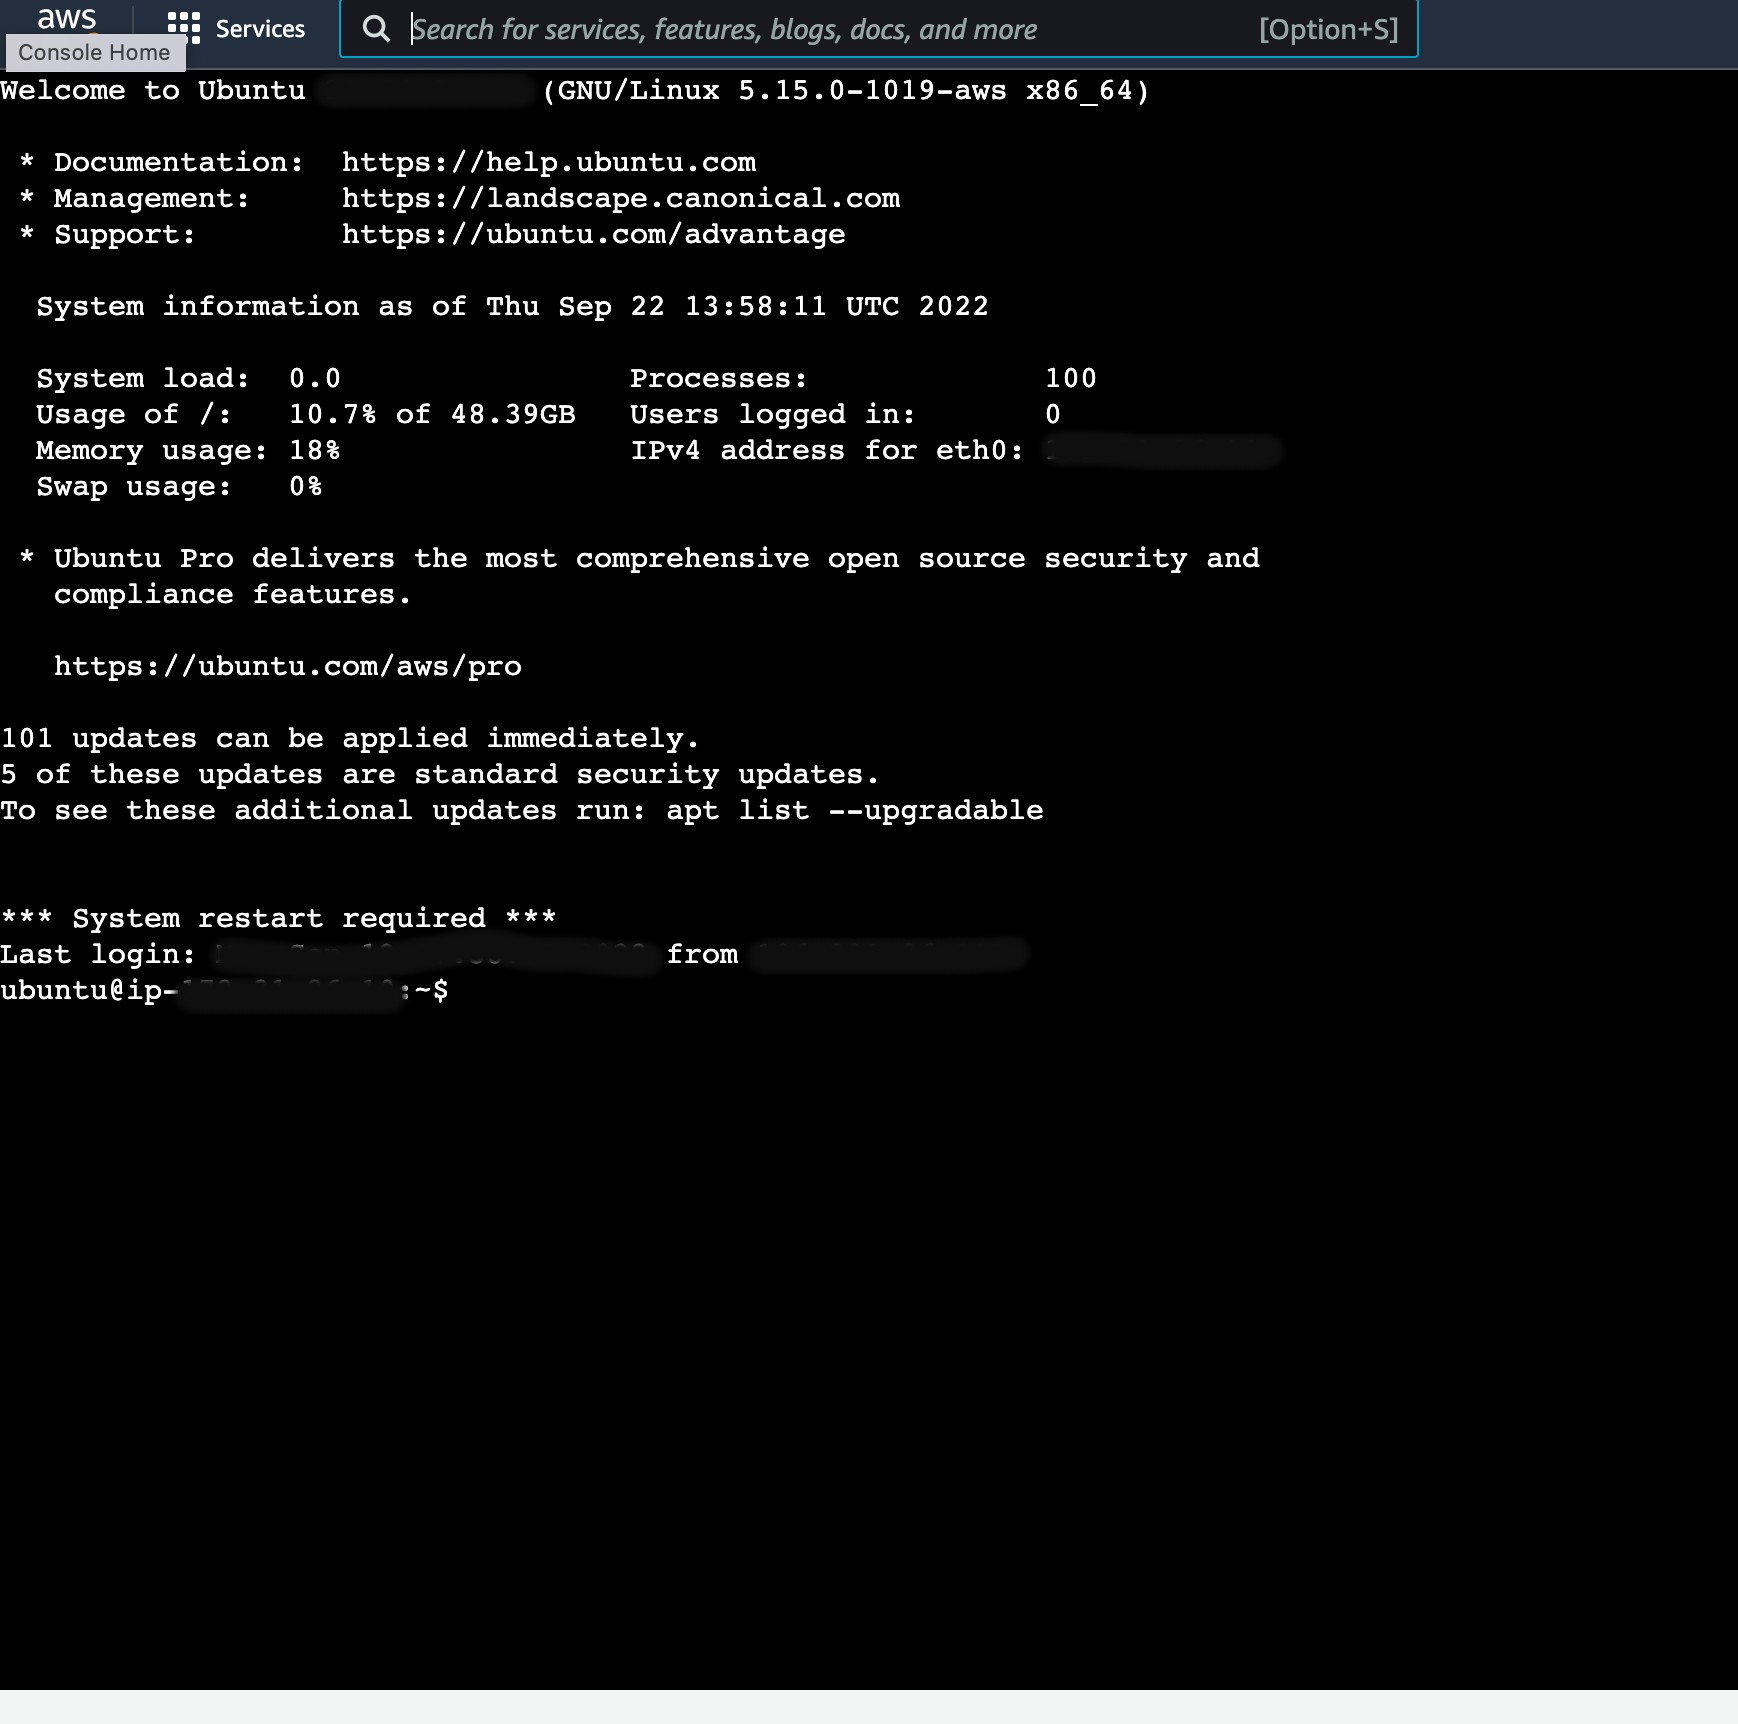 aws
Services
Search for services, features, blogs, docs, and more
[Option+S]
Console Home
Welcome to Ubuntu (GNU/Linux 5.15.0-1019-aws x86_64)
* Documentation: https://help.ubuntu.com
* Management: https://landscape.canonical.com
* Support: https://ubuntu.com/advantage
System information as of Thu Sep 22 13:58:11 UTC 2022
System load: 0.0 Processes: 100
Usage of /: 10.7% of 48.39GB Users logged in: 0
Memory usage: 18% IPv4 address for eth0:
Swap usage: 0%
* Ubuntu Pro delivers the most comprehensive open source security and
compliance features.
https://ubuntu.com/aws/pro
101 updates can be applied immediately.
5 of these updates are standard security updates.
To see these additional updates run: apt list --upgradable
*** System restart required ***
Last login: from
ubuntu@ip- :~$